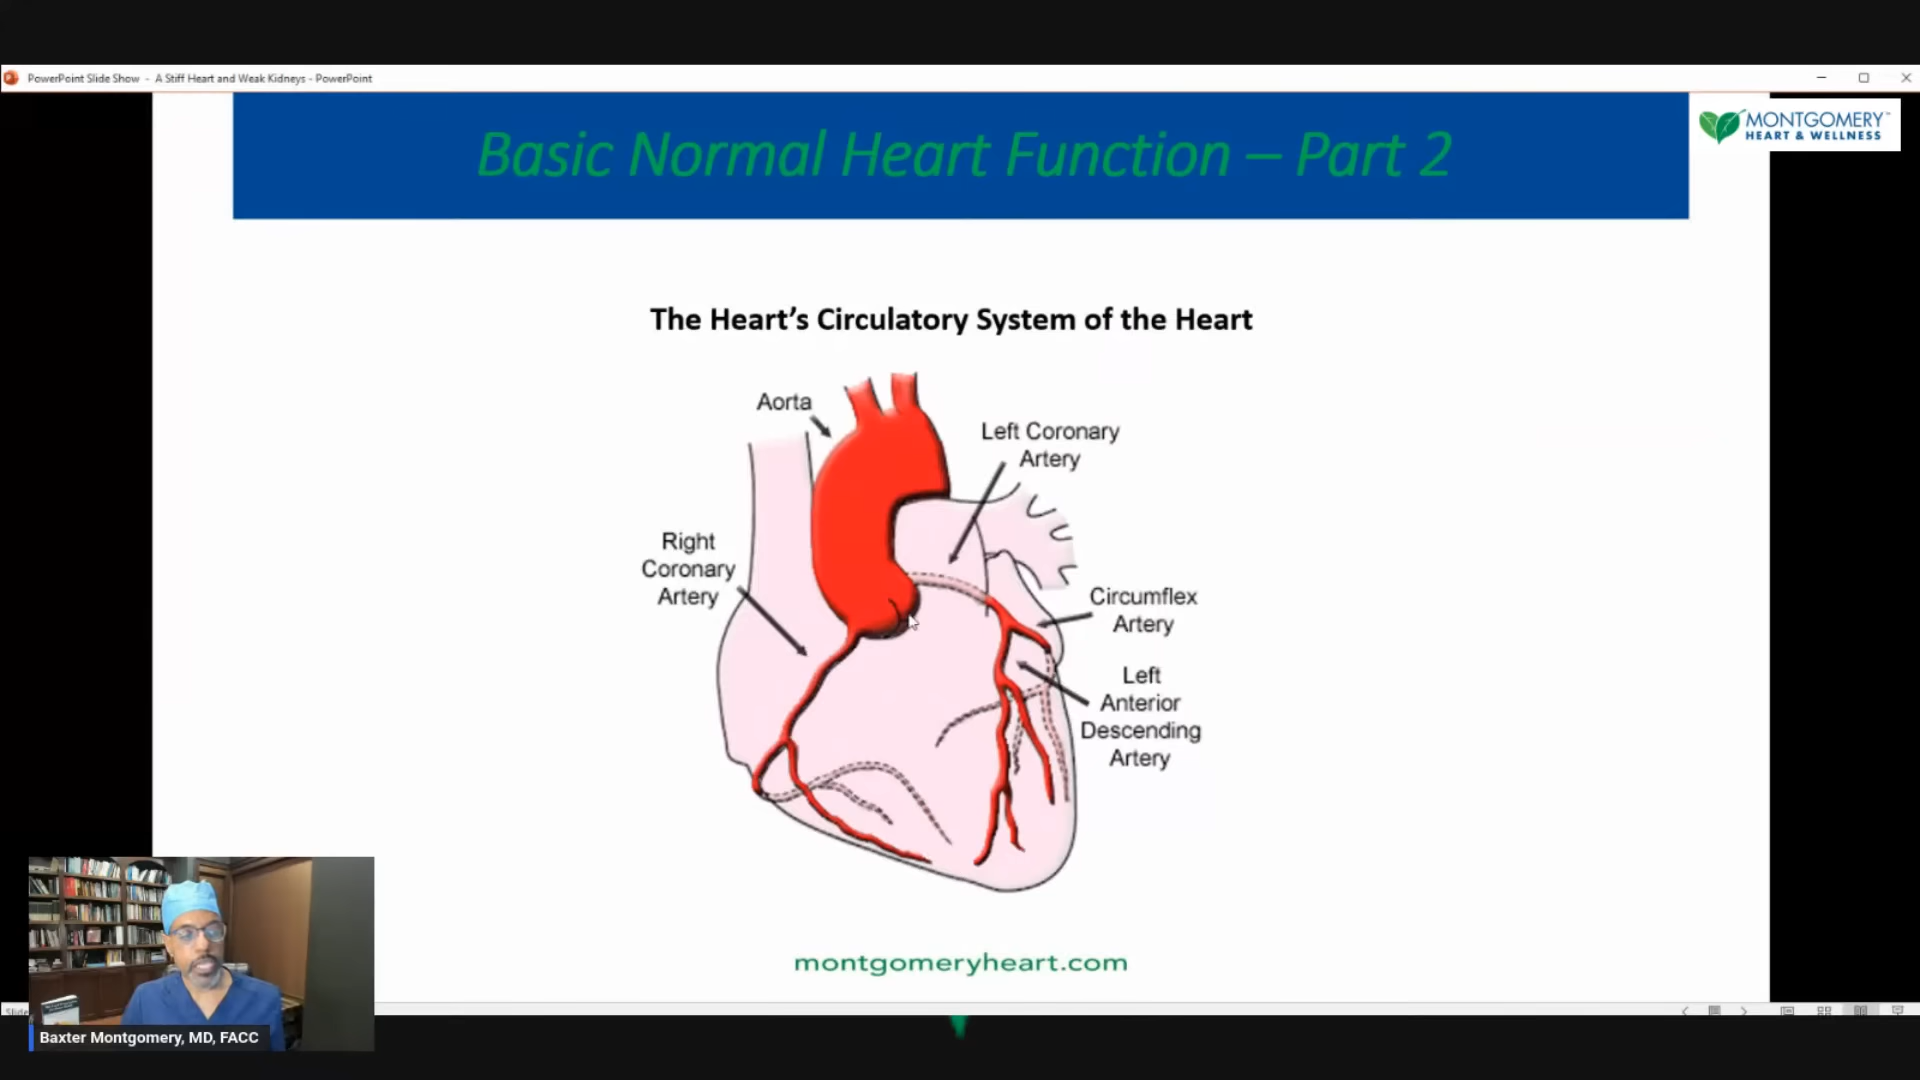 PowerPoint Slide Show - A Stiff Heart and Weak Kidneys - PowerPoint
Basic Normal Heart Function – Part 2
MONTGOMERY™
HEART & WELLNESS
The Heart’s Circulatory System of the Heart
Aorta
Left Coronary
Artery
Right
Coronary
Artery
Circumflex
Artery
Left
Anterior
Descending
Artery
montgomeryheart.com
Baxter Montgomery, MD, FACC